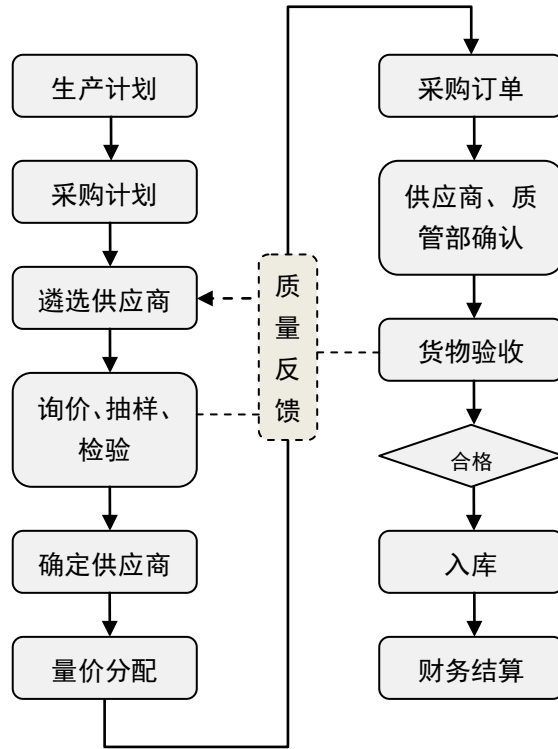 生产计划
采购计划
遴选供应商
询价、抽样、
检验
确定供应商
量价分配
质
量
反
馈
采购订单
供应商、质
管部确认
货物验收
合格
入库
财务结算